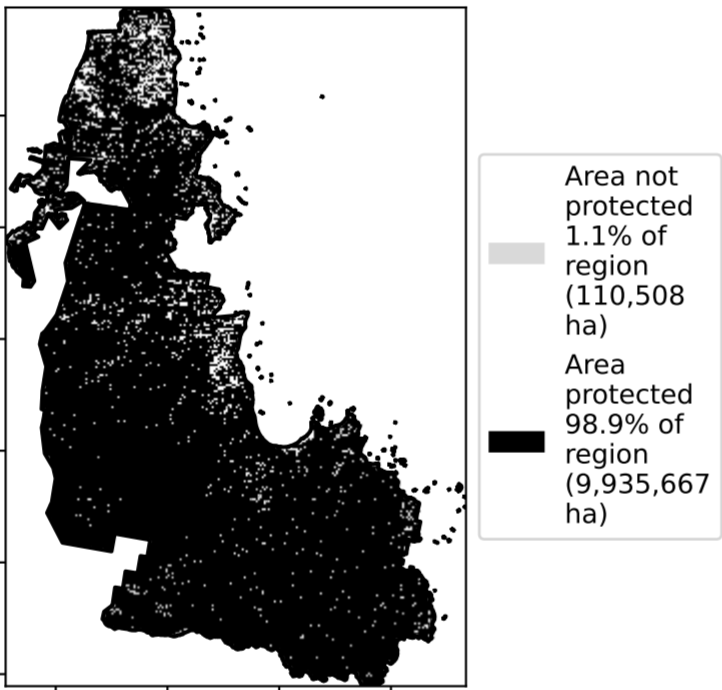 Area not
protected
1.1% of
region
(110,508
ha)
Area
protected
98.9% of
region
(9,935,667
ha)